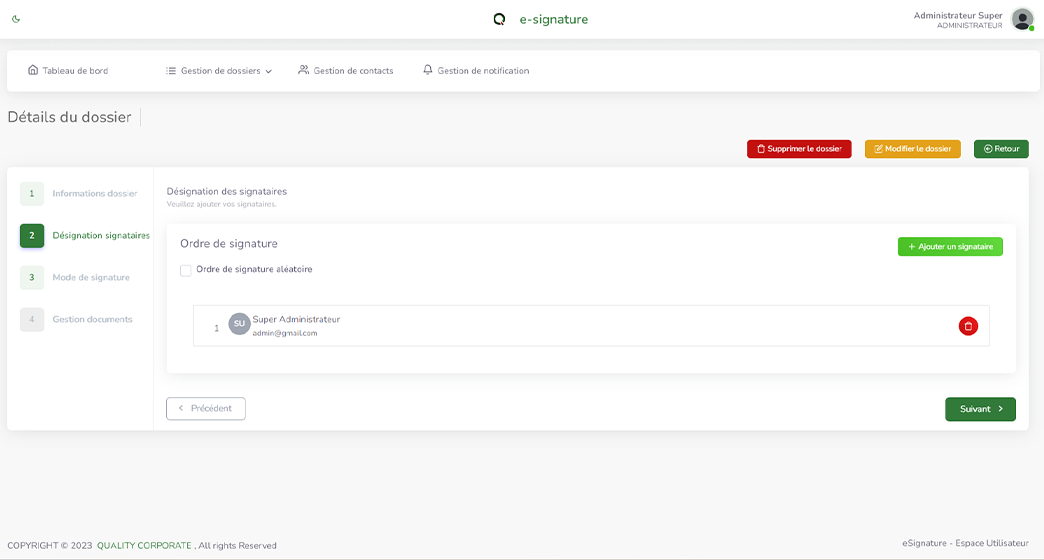 e-signature
Administrateur Super
ADMINISTRATEUR
Tableau de bord
Gestion de dossiers
Gestion de contacts
Gestion de notification
Détails du dossier
Supprimer le dossier
Modifier le dossier
Retour
1 Informations dossier
2 Désignation signataires
3 Mode de signature
4 Gestion documents
Désignation des signataires
Veuillez ajouter vos signataires.
Ordre de signature
+ Ajouter un signataire
Ordre de signature aléatoire
1
SU
Super Administrateur
admin@gmail.com
< Précédent
Suivant >
COPYRIGHT © 2023 QUALITY CORPORATE , All rights Reserved
eSignature - Espace Utilisateur